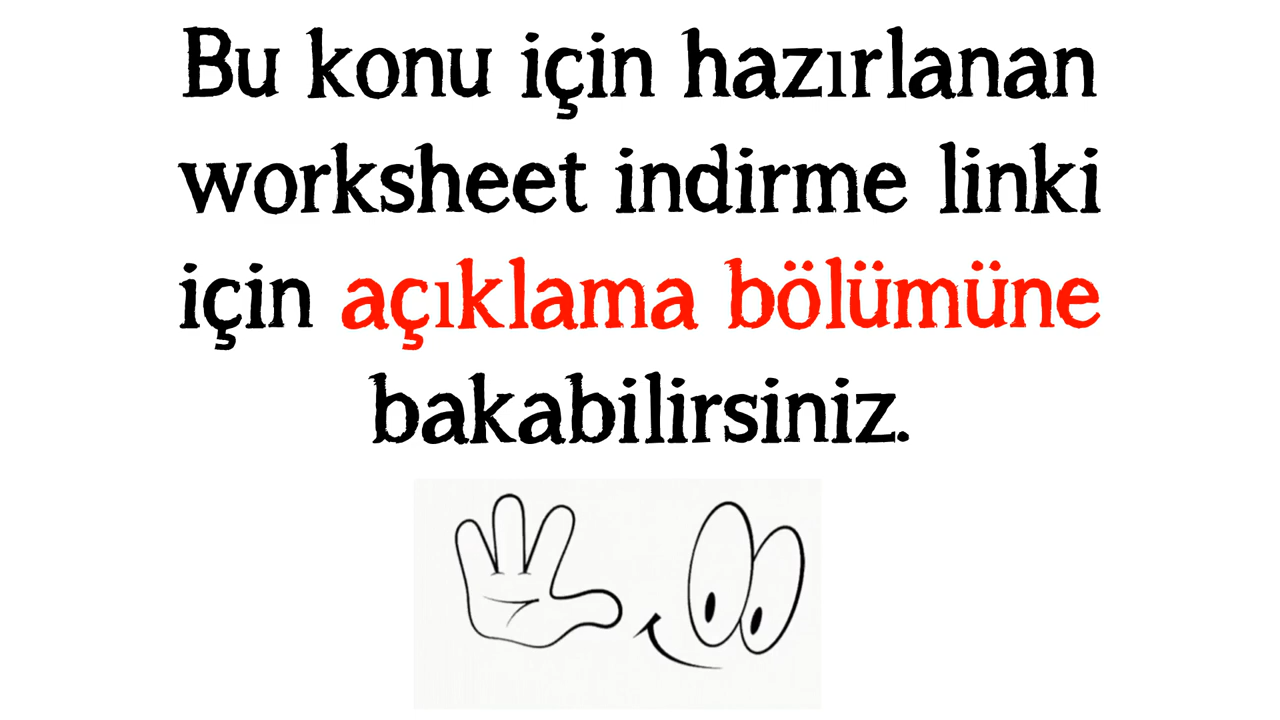 Bu konu için hazırlanan
worksheet indirme linki
için açıklama bölümüne
bakabilirsiniz.